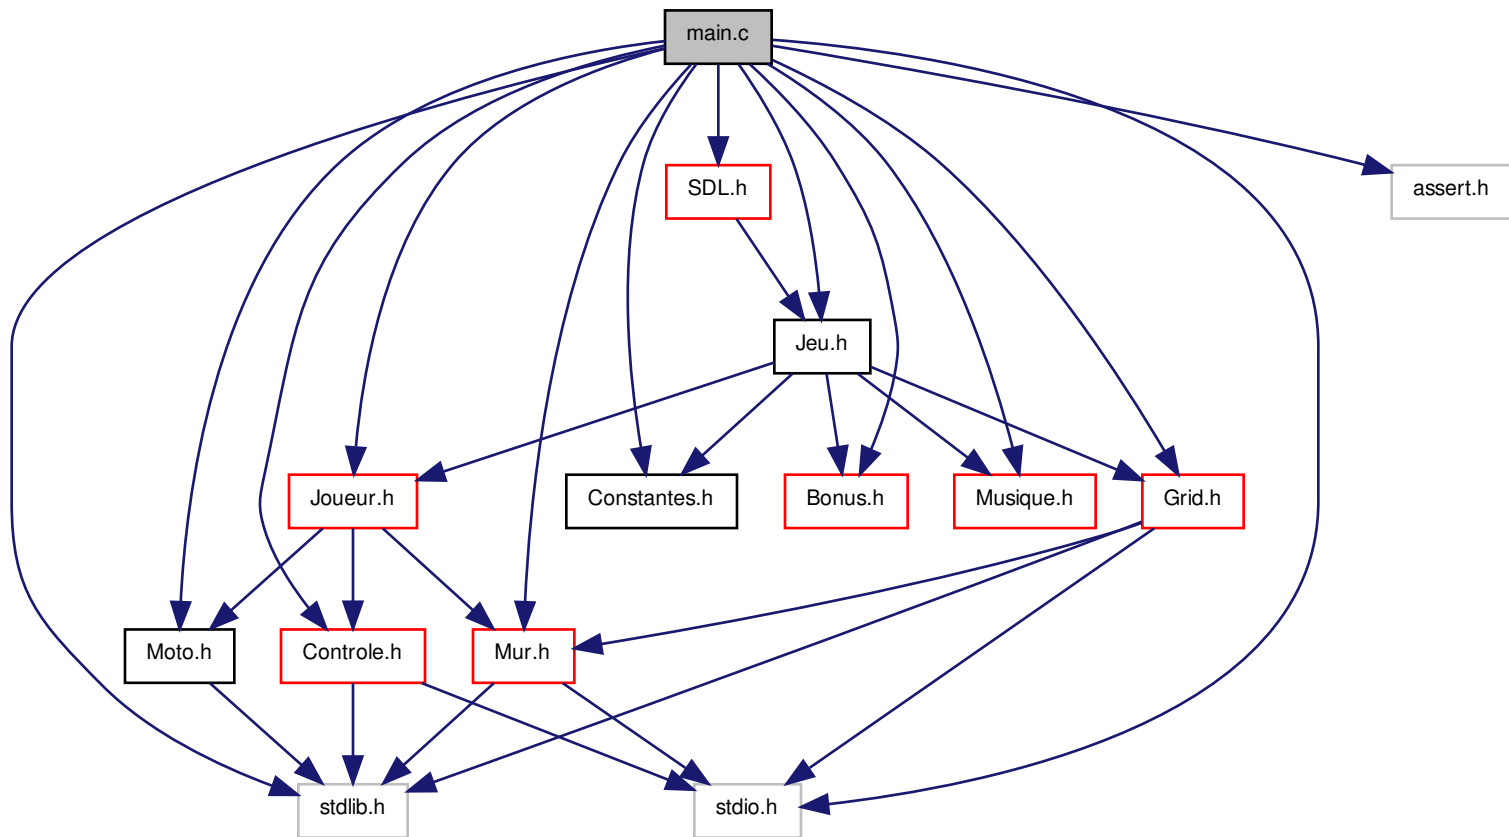 main.c
SDL.h
assert.h
Jeu.h
Joueur.h
Constantes.h
Bonus.h
Musique.h
Grid.h
Moto.h
Controle.h
Mur.h
stdlib.h
stdio.h